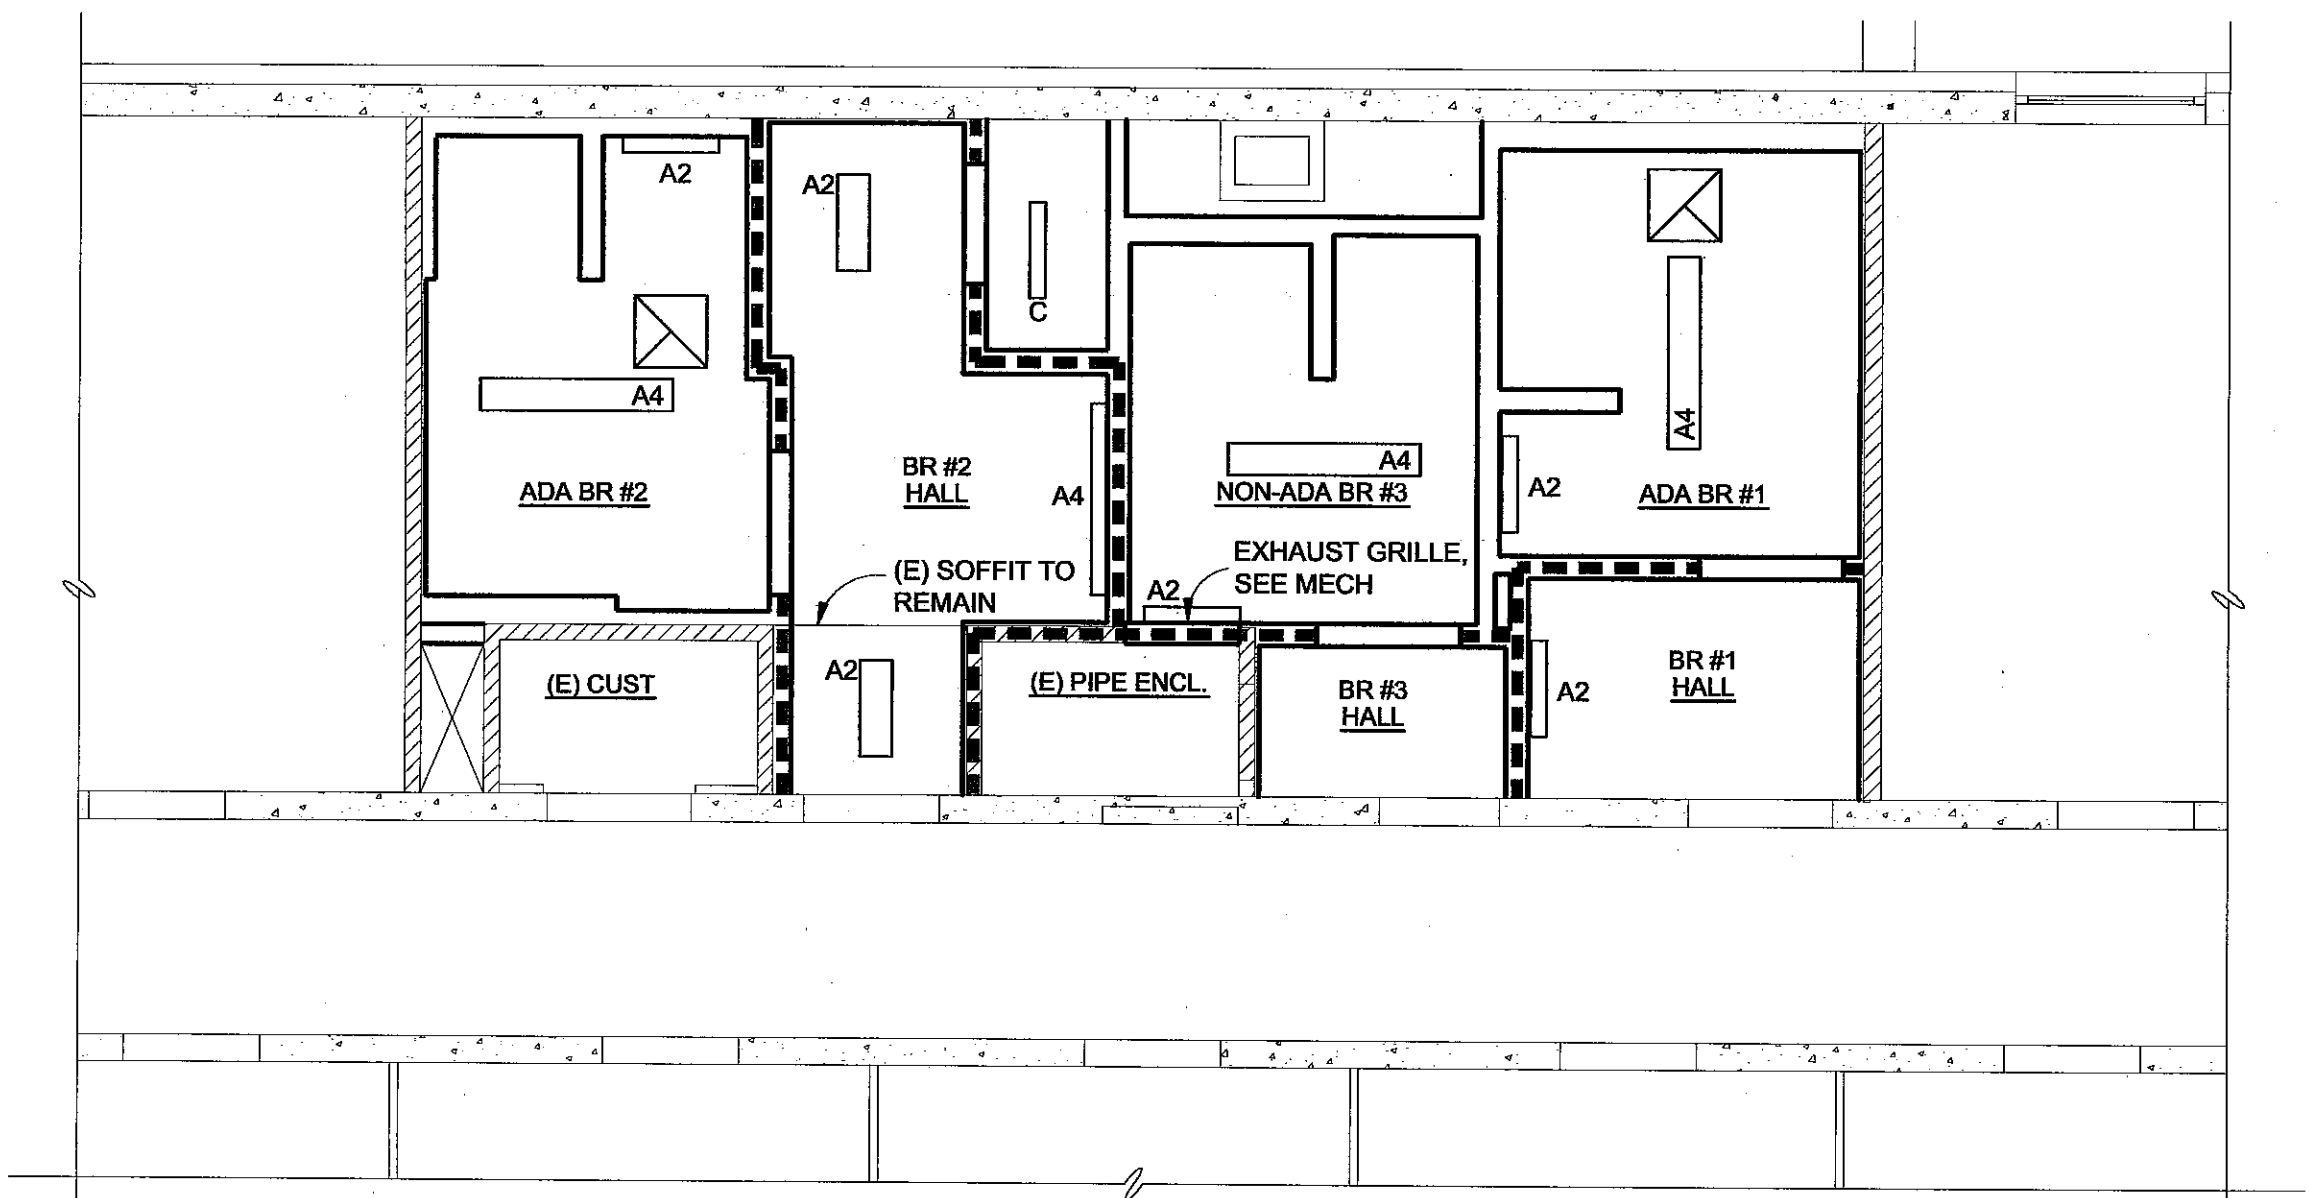 A2
A2
C
A4
A4
ADA BR #2
BR #2
HALL
A4
A4
NON-ADA BR #3
A2
A4
ADA BR #1
(E) SOFFIT TO
REMAIN
A2
EXHAUST GRILLE,
SEE MECH
(E) CUST
A2
(E) PIPE ENCL.
BR #3
HALL
A2
BR #1
HALL